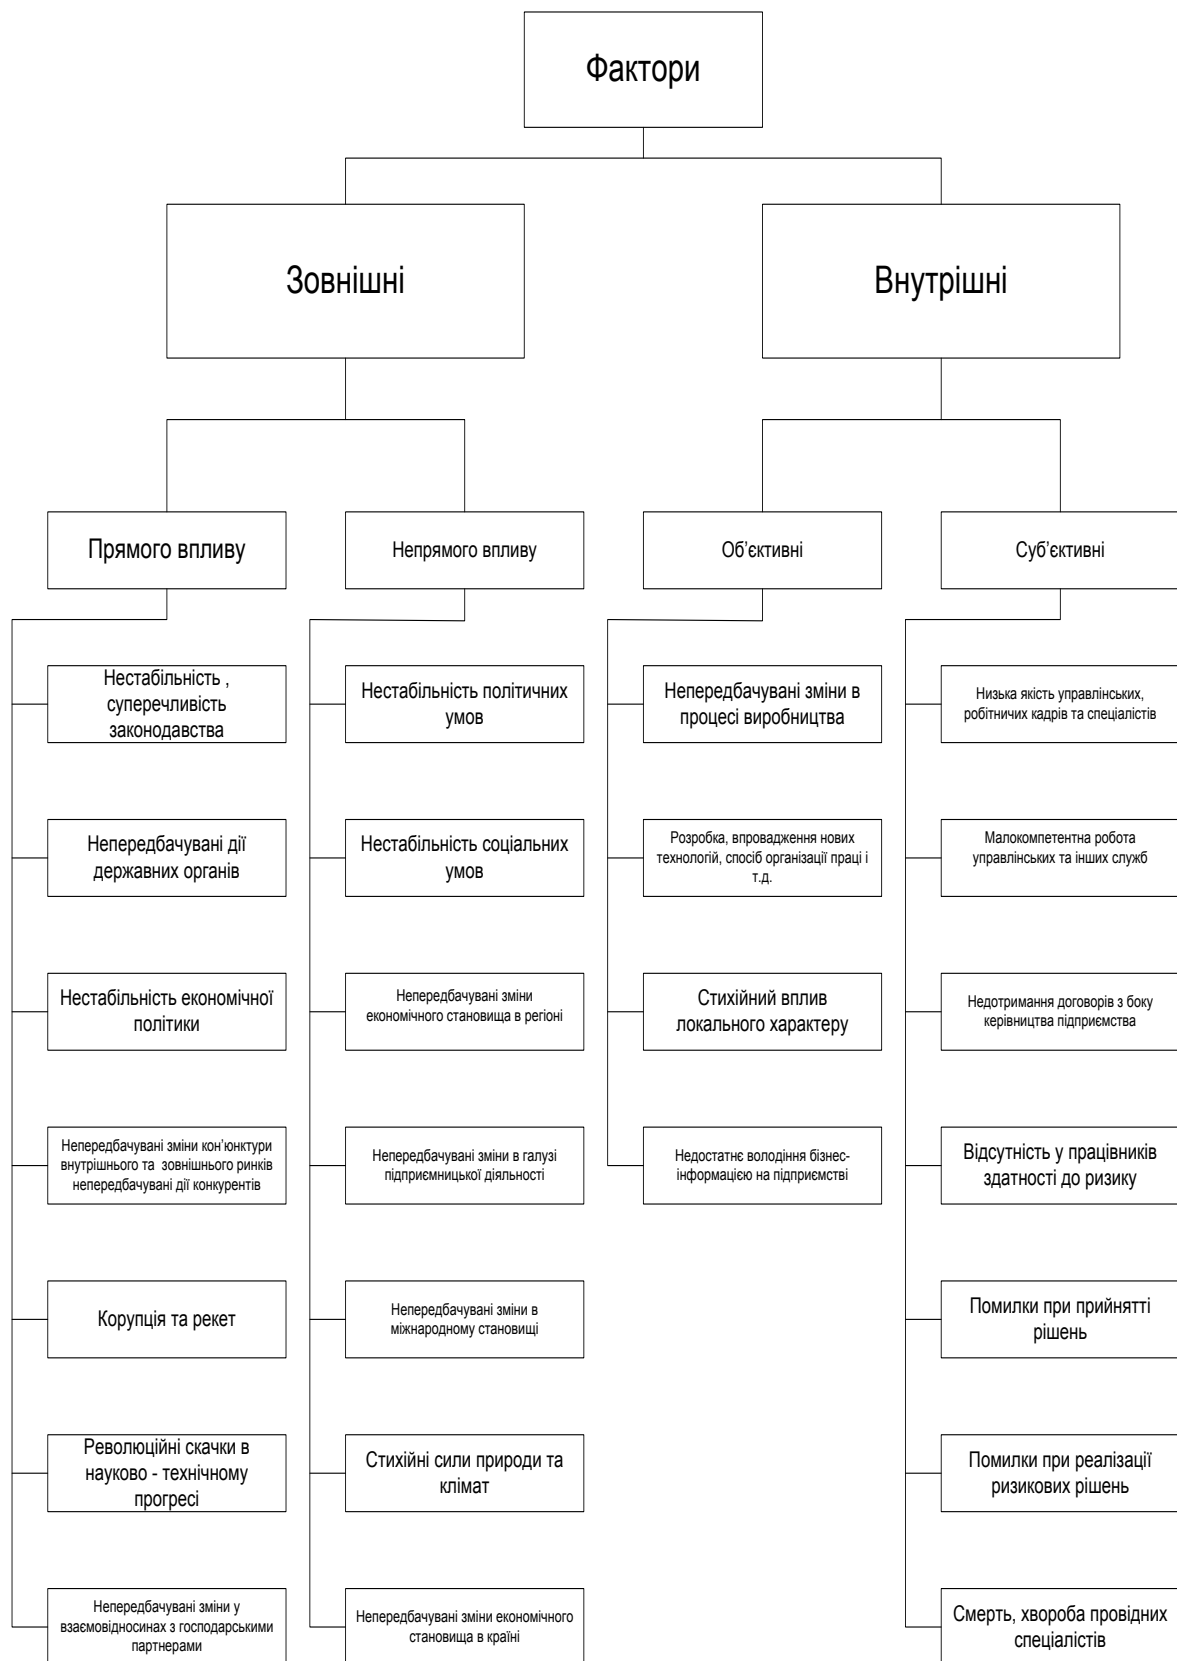 Фактори
Зовнішні
Внутрішні
Прямого впливу
Непрямого впливу
Об’єктивні
Суб’єктивні
Нестабільність ,
суперечливість
законодавства
Непередбачувані дії
державних органів
Нестабільність економічної
політики
Непередбачувані зміни кон’юнктури
внутрішнього та зовнішнього ринків
непередбачувані дії конкурентів
Корупція та рекет
Революційні скачки в
науково - технічному
прогресі
Непередбачувані зміни у
взаємовідносинах з господарськими
партнерами
Нестабільність політичних
умов
Нестабільність соціальних
умов
Непередбачувані зміни
економічного становища в регіоні
Непередбачувані зміни в галузі
підприємницької діяльності
Непередбачувані зміни в
міжнародному становищі
Стихійні сили природи та
клімат
Непередбачувані зміни економічного
становища в країні
Непередбачувані зміни в
процесі виробництва
Розробка, впровадження нових
технологій, спосіб організації праці і
т.д.
Стихійний вплив
локального характеру
Недостатнє володіння бізнес-
інформацією на підприємстві
Низька якість управлінських,
робітничих кадрів та спеціалістів
Малокомпетентна робота
управлінських та інших служб
Недотримання договорів з боку
керівництва підприємства
Відсутність у працівників
здатності до ризику
Помилки при прийнятті
рішень
Помилки при реалізації
ризикових рішень
Смерть, хвороба провідних
спеціалістів